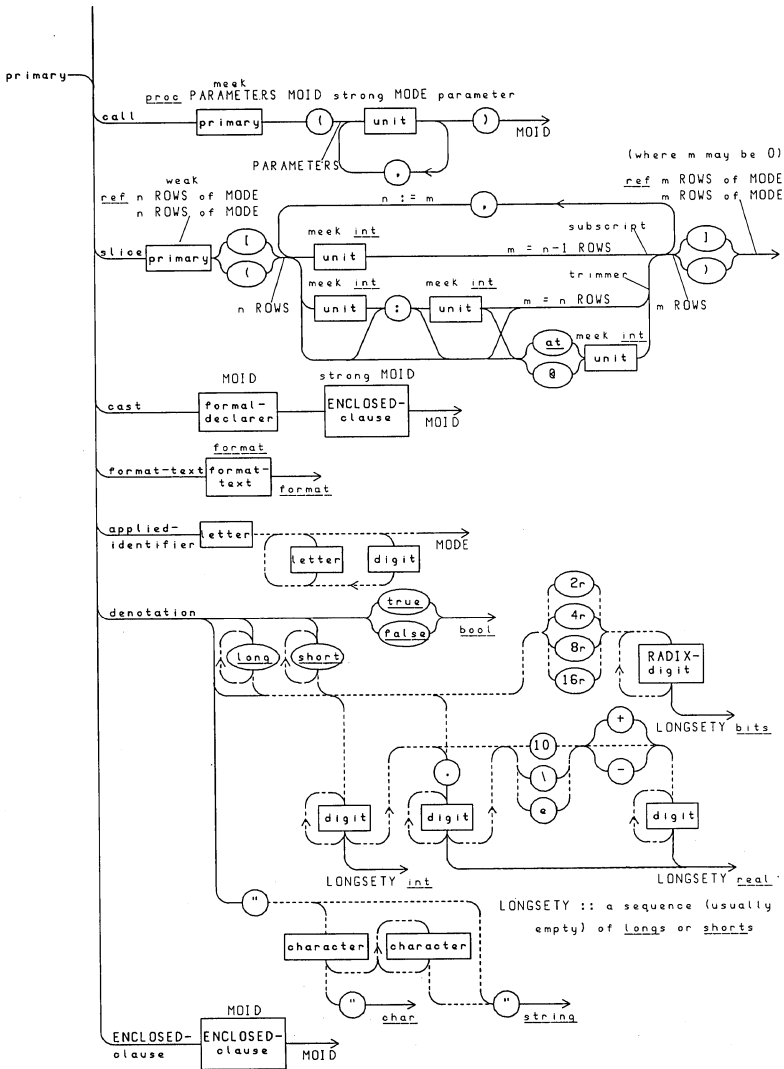 primary
meek
proc PARAMETERS MOID strong MODE parameter
call primary ( unit )
MOID
PARAMETERS
,
(where m may be 0)
weak
ref n ROWS of MODE
n ROWS of MODE
ref m ROWS of MODE
m ROWS of MODE
n := m ,
subscript
meek int
slice primary [ unit m = n-1 ROWS ]
( )
trimmer
n ROWS
meek int meek int
unit : unit m = n ROWS
m ROWS
at meek int
@ unit
MOID strong MOID
cast formal-declarer ENCLOSED-clause
MOID
format
format-text format-text
format
applied-identifier letter
MODE
letter digit
denotation
true
false
bool
long short
2r
4r
8r
16r
RADIX-digit
LONGSETY bits
10
\
e
+
-
.
digit digit digit
LONGSETY int
LONGSETY real
LONGSETY :: a sequence (usually
empty) of longs or shorts
"
character character
" char
" string
MOID
ENCLOSED-clause ENCLOSED-clause
MOID